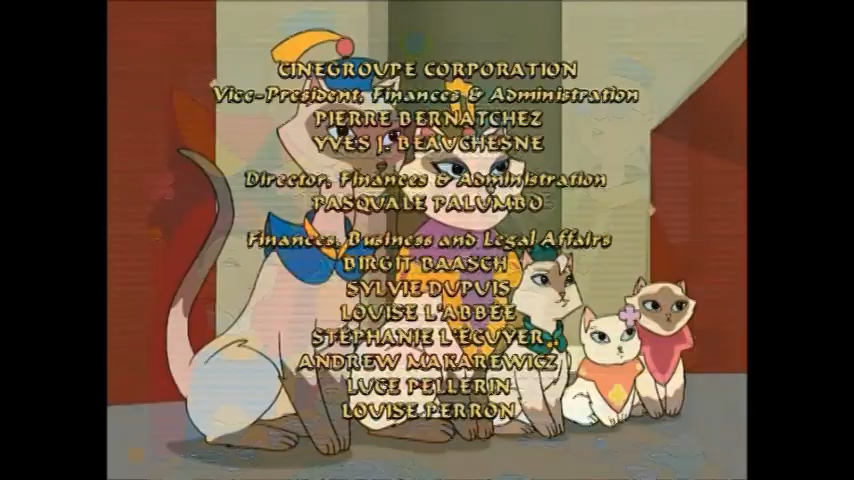 CINEGROUPE CORPORATION
Vice-President, Finances & Administration
PIERRE BERNATCHEZ
YVES J. BEAUCHESNE
Director, Finances & Administration
PASQUALE PALUMBO
Finances, Business and Legal Affairs
BIRGIT BAASCH
SYLVIE DUPUIS
LOUISE L'ABBÉE
STÉPHANIE L'ÉCUYER
ANDREW MAKAREWICZ
LUCE PELLERIN
LOUISE PERRON